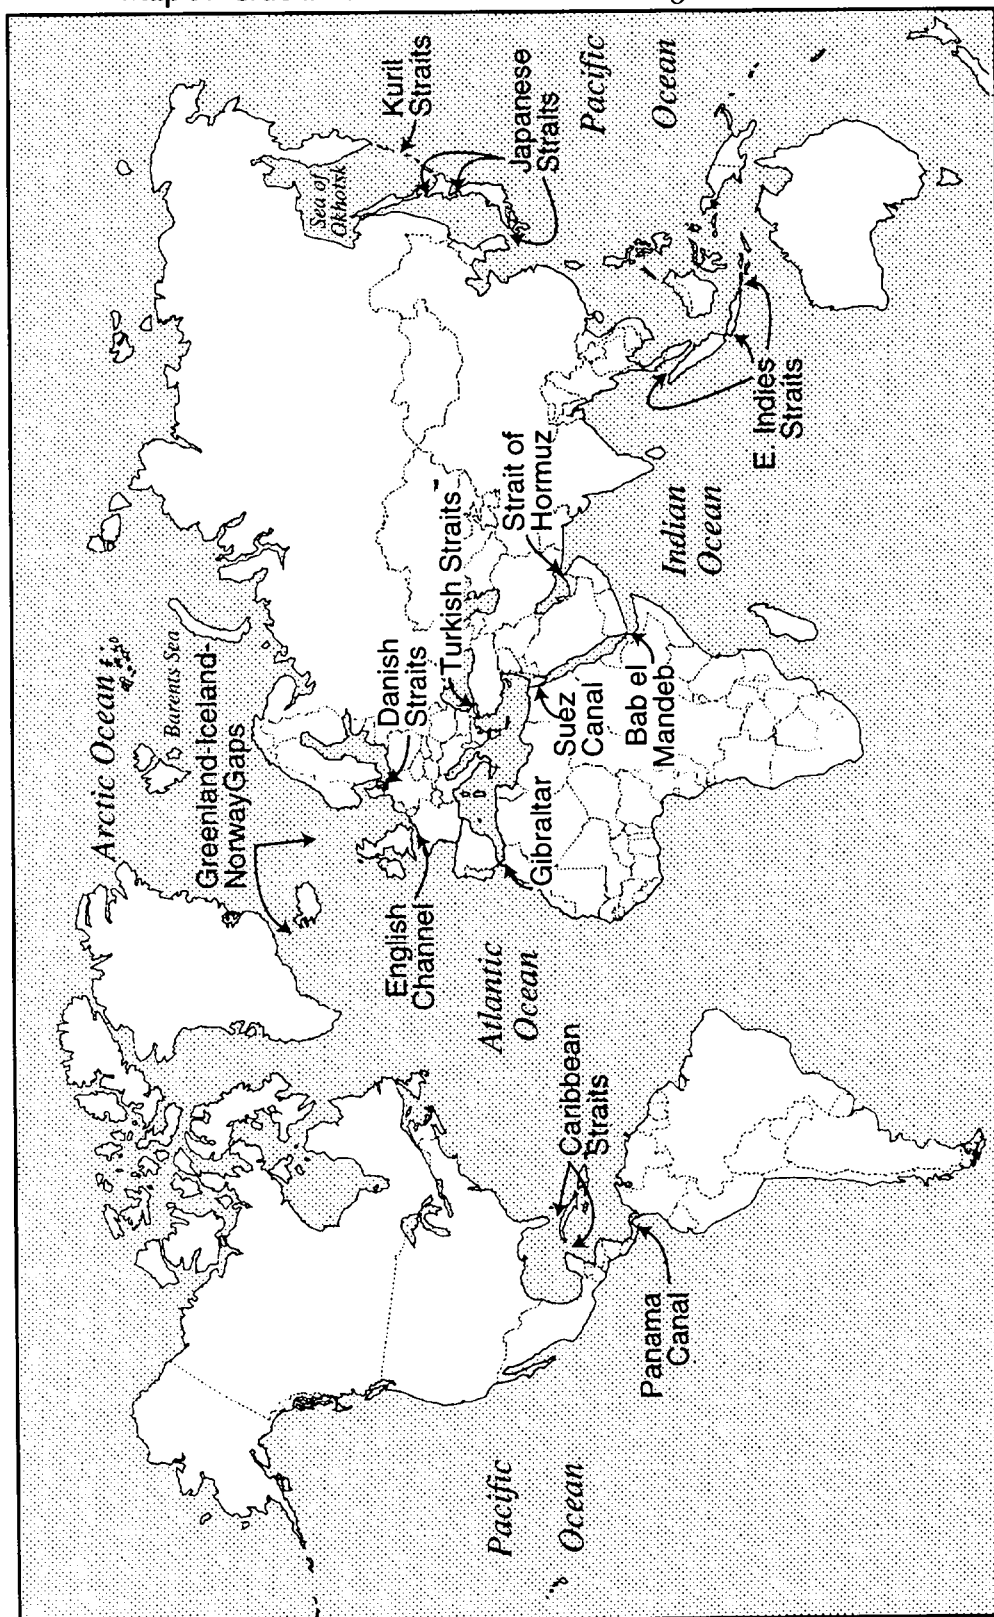 Arctic Ocean
Barents Sea
Greenland-Iceland-
NorwayGaps
Sea of
Okhotsk
Kuril
Straits
Japanese
Straits
Pacific
Ocean
Danish
Straits
Turkish Straits
English
Channel
Gibraltar
Suez
Canal
Strait of
Hormuz
Bab el
Mandeb
E. Indies
Straits
Indian
Ocean
Atlantic
Ocean
Caribbean
Straits
Panama
Canal
Pacific
Ocean